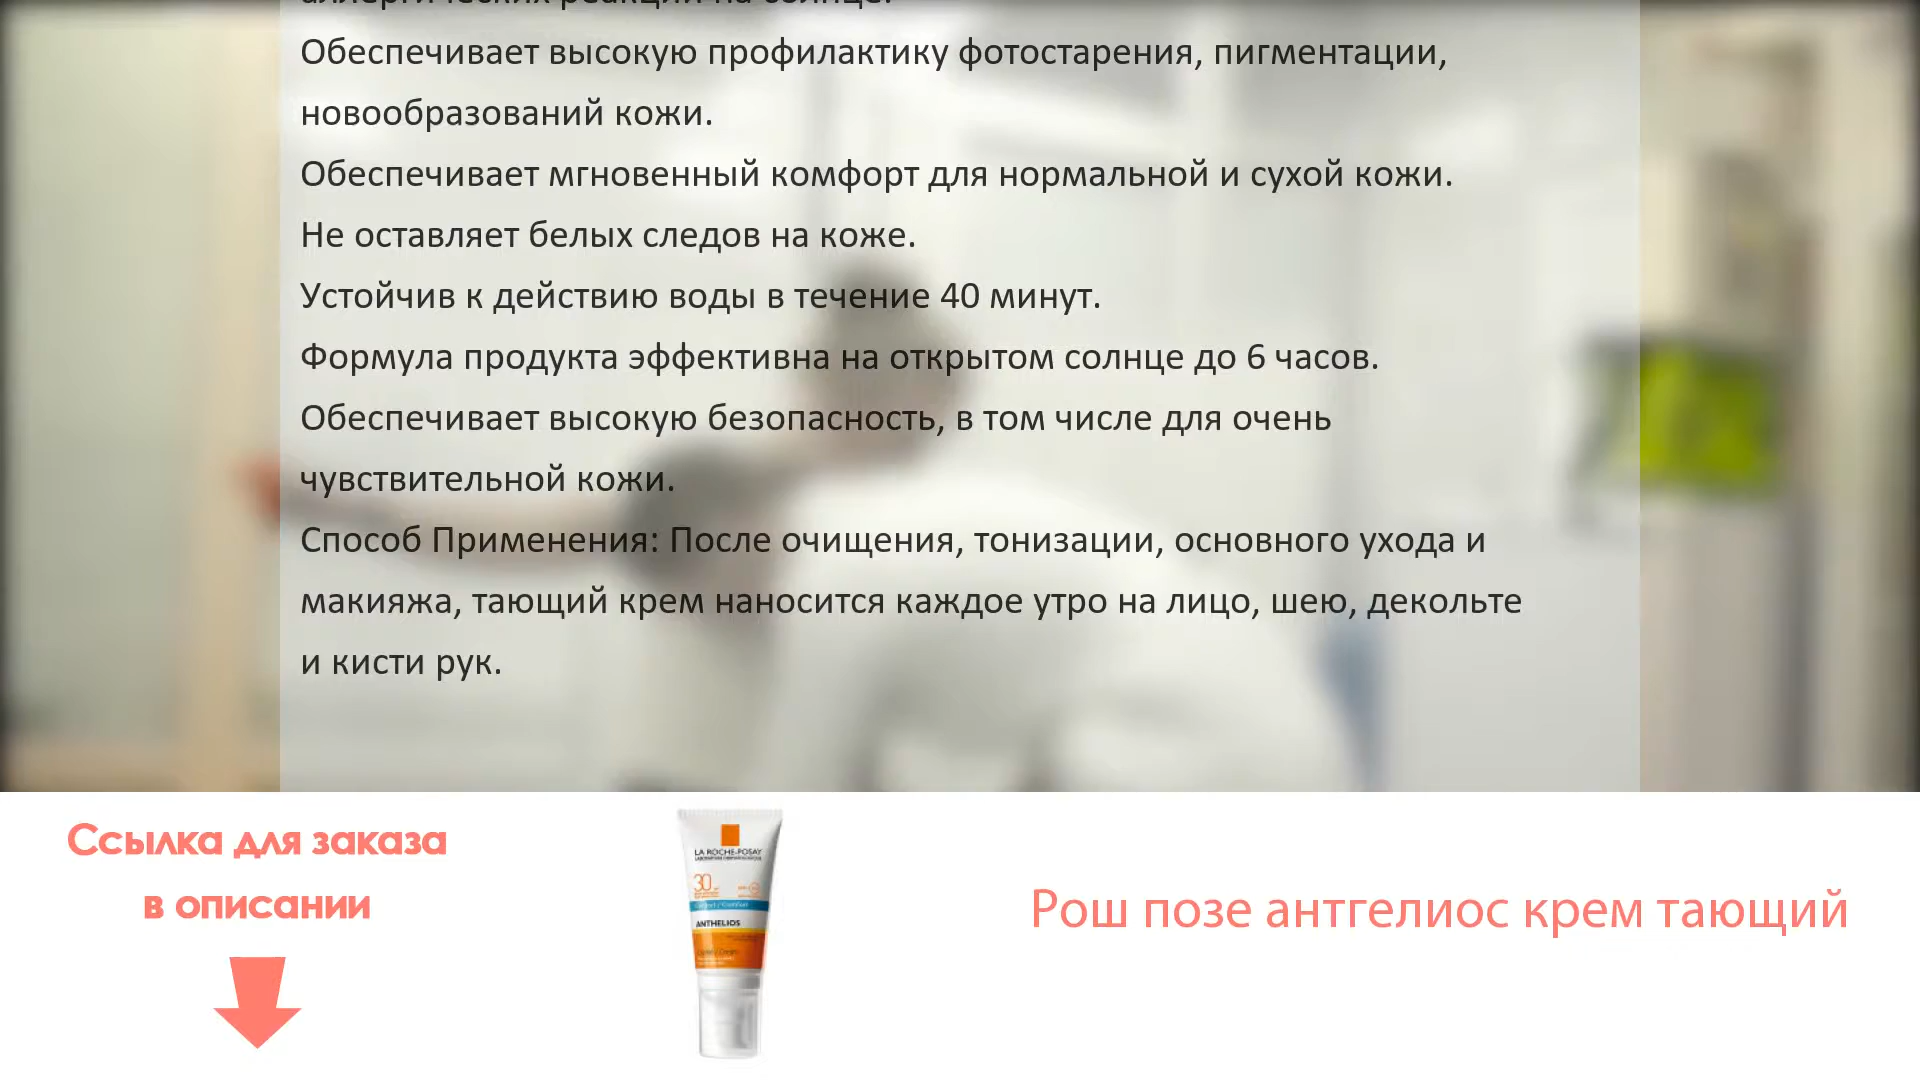 аллергических реакций на солнце.
Обеспечивает высокую профилактику фотостарения, пигментации,
новообразований кожи.
Обеспечивает мгновенный комфорт для нормальной и сухой кожи.
Не оставляет белых следов на коже.
Устойчив к действию воды в течение 40 минут.
Формула продукта эффективна на открытом солнце до 6 часов.
Обеспечивает высокую безопасность, в том числе для очень
чувствительной кожи.
Способ Применения: После очищения, тонизации, основного ухода и
макияжа, тающий крем наносится каждое утро на лицо, шею, декольте
и кисти рук.
Ссылка для заказа
в описании
LA ROCHE-POSAY
30
ANTHELIOS
Рош позе антгелиос крем тающий